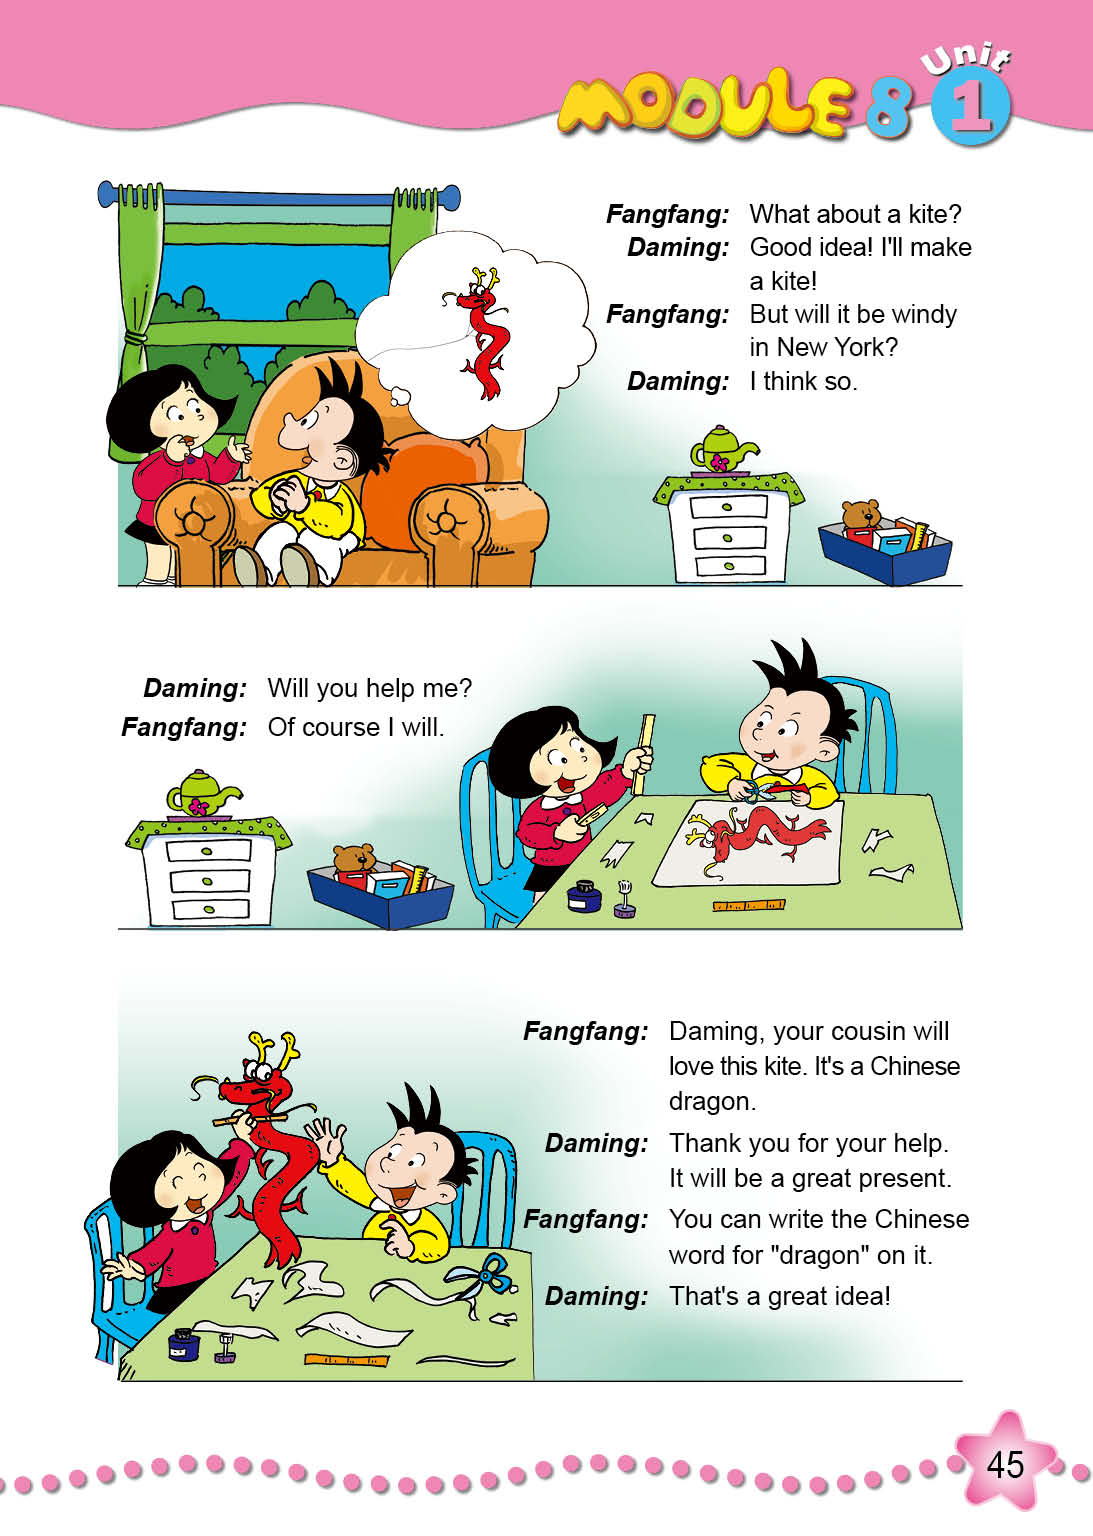 MODULE 8 Unit 1
Fangfang: What about a kite?
Daming: Good idea! I'll make
a kite!
Fangfang: But will it be windy
in New York?
Daming: I think so.
Daming: Will you help me?
Fangfang: Of course I will.
Fangfang: Daming, your cousin will
love this kite. It's a Chinese
dragon.
Daming: Thank you for your help.
It will be a great present.
Fangfang: You can write the Chinese
word for "dragon" on it.
Daming: That's a great idea!
45